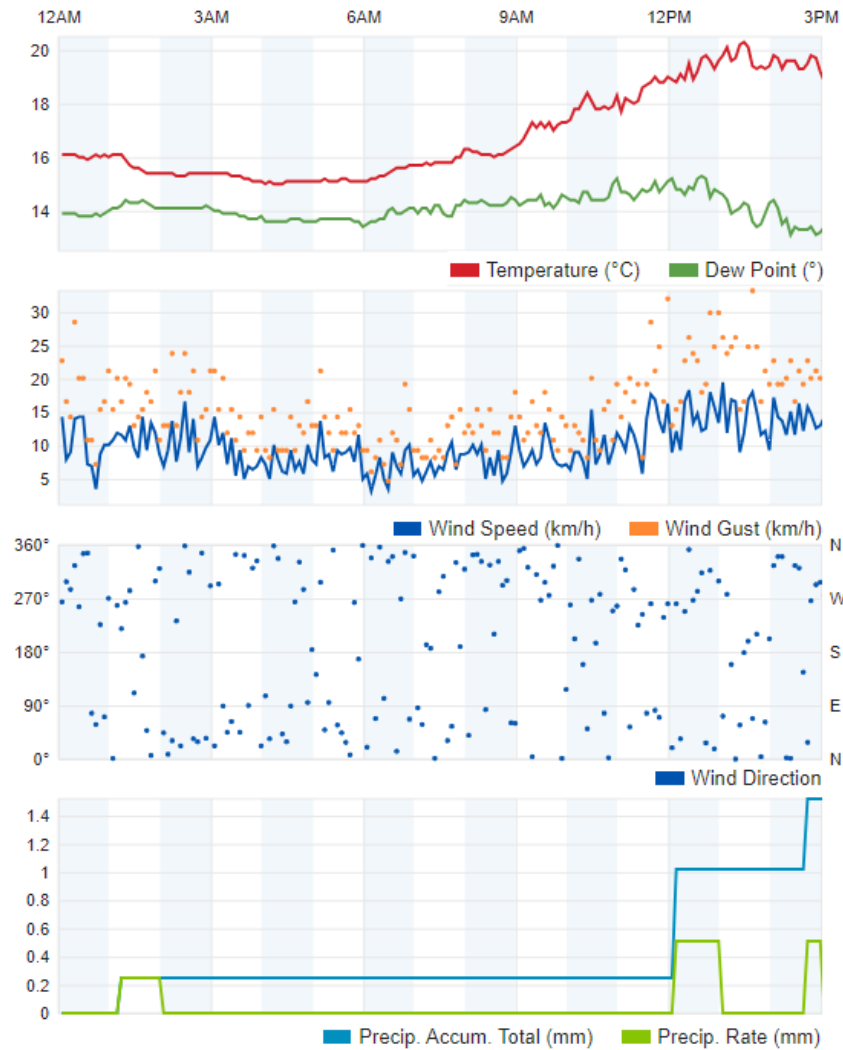 12AM 3AM 6AM 9AM 12PM 3PM
20
18
16
14
Temperature (°C) Dew Point (°)
30
25
20
15
10
5
Wind Speed (km/h) Wind Gust (km/h)
360° N
270° W
180° S
90° E
0° N
Wind Direction
1.4
1.2
1
0.8
0.6
0.4
0.2
0
Precip. Accum. Total (mm) Precip. Rate (mm)